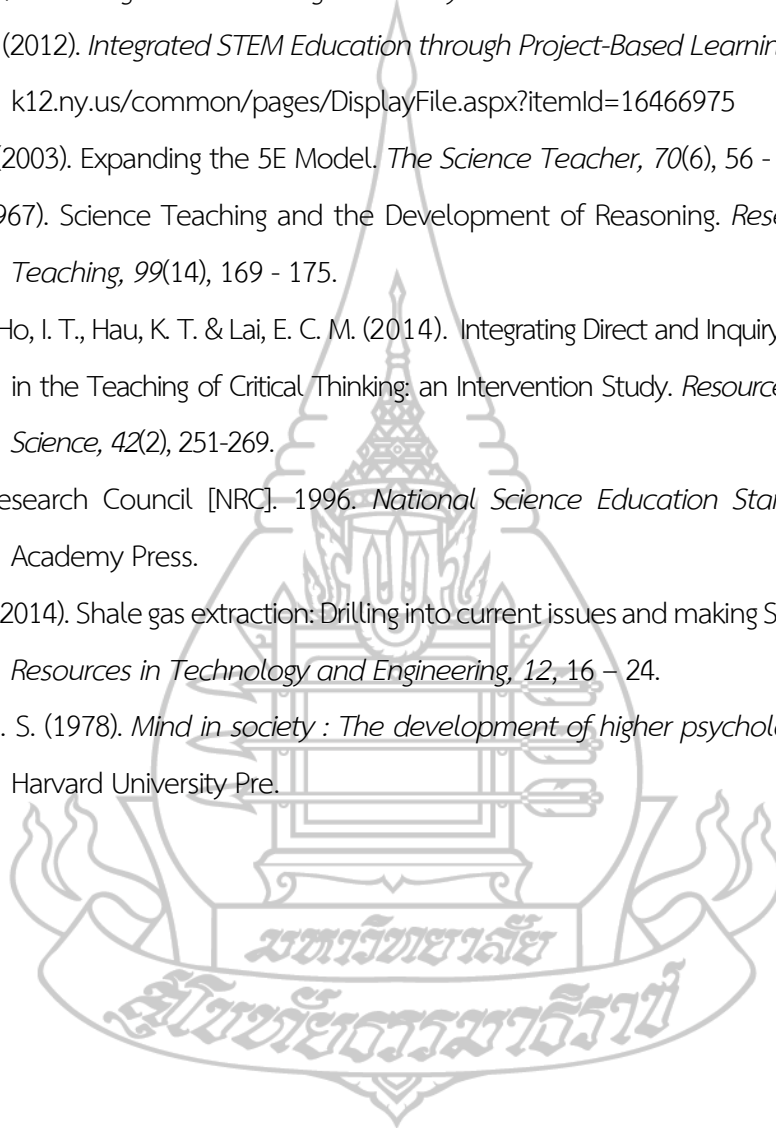 (2012). Integrated STEM Education through Project-Based Learnin
k12.ny.us/common/pages/DisplayFile.aspx?itemId=16466975
(2003). Expanding the 5E Model. The Science Teacher, 70(6), 56 -
967). Science Teaching and the Development of Reasoning. Rese
Teaching, 99(14), 169 - 175.
Ho, I. T., Hau, K. T. & Lai, E. C. M. (2014). Integrating Direct and Inquiry
in the Teaching of Critical Thinking: an Intervention Study. Resource
Science, 42(2), 251-269.
esearch Council [NRC]. 1996. National Science Education Star
Academy Press.
2014). Shale gas extraction: Drilling into current issues and making S
Resources in Technology and Engineering, 12, 16 – 24.
. S. (1978). Mind in society : The development of higher psychol
Harvard University Pre.
มหาวิทยาลัย
สุโขทัยธรรมาธิราช